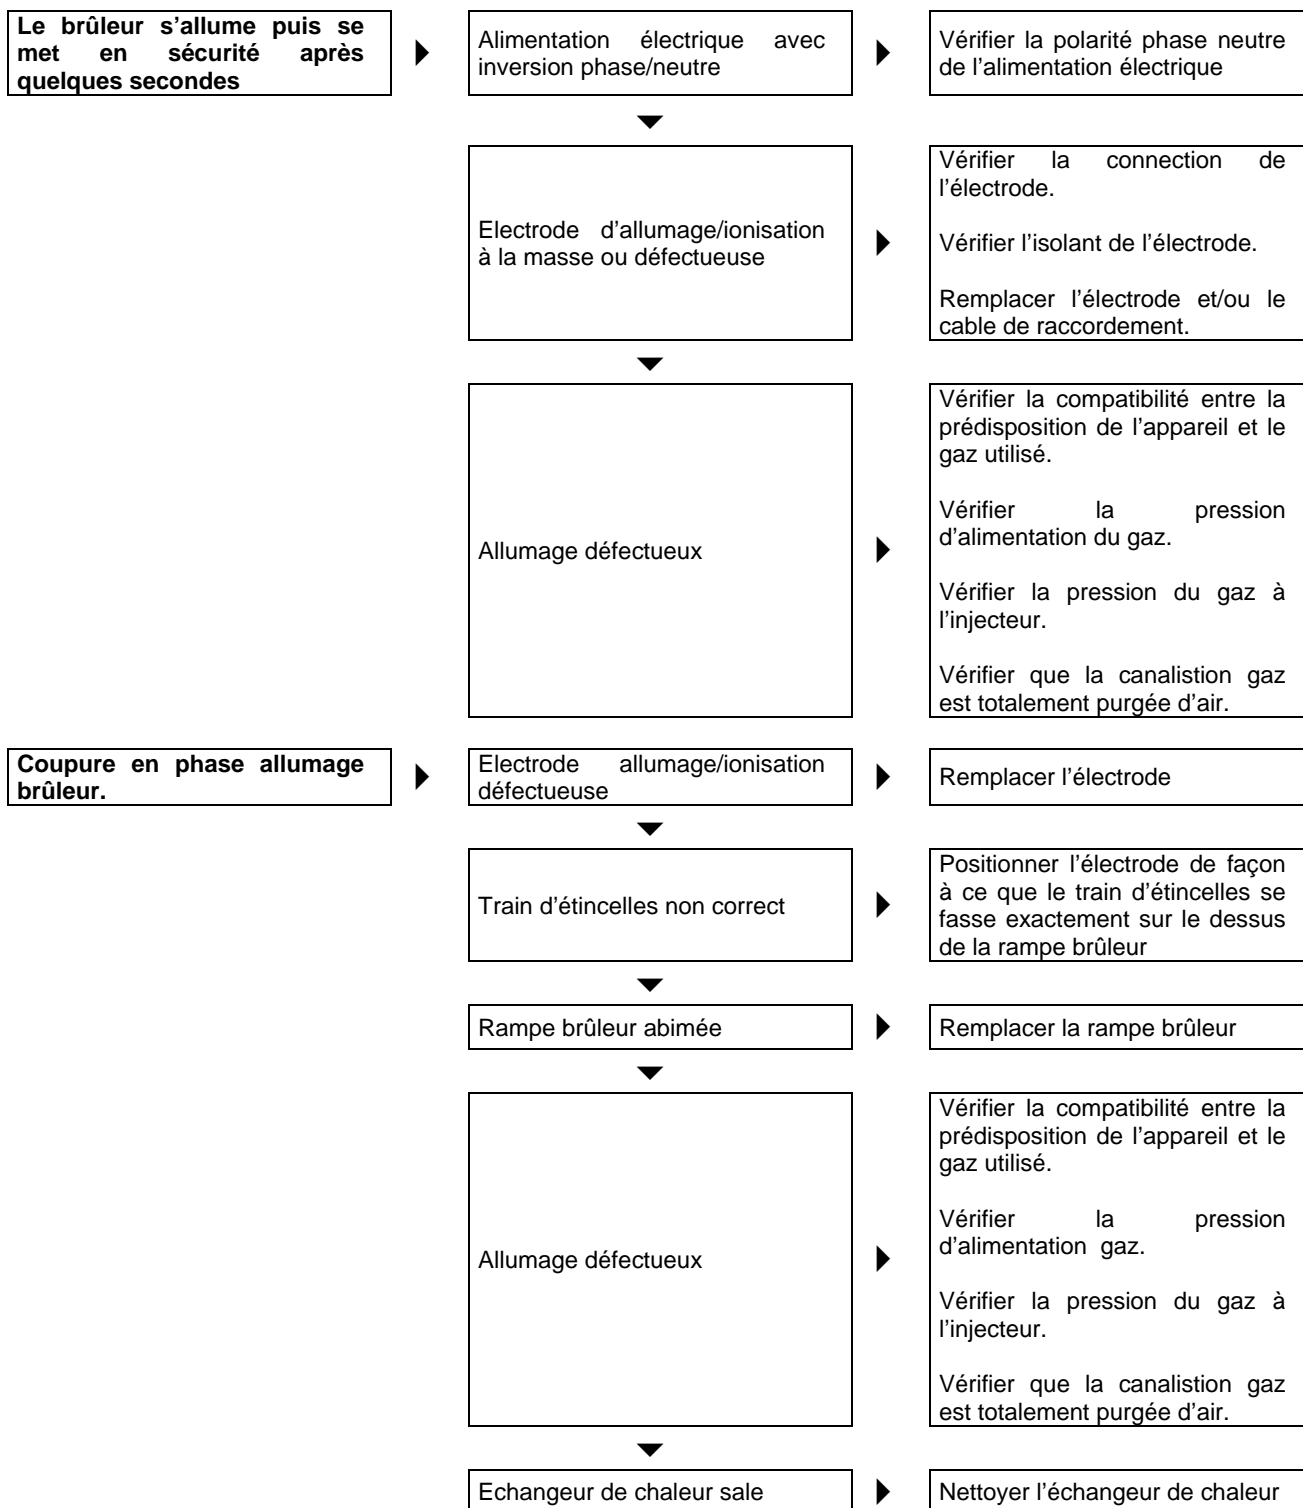 Le brûleur s’allume puis se
met en sécurité après
quelques secondes
Alimentation électrique avec
inversion phase/neutre
Vérifier la polarité phase neutre
de l’alimentation électrique
Electrode d’allumage/ionisation
à la masse ou défectueuse
Vérifier la connection de
l’électrode.
Vérifier l’isolant de l’électrode.
Remplacer l’électrode et/ou le
cable de raccordement.
Allumage défectueux
Vérifier la compatibilité entre la
prédisposition de l’appareil et le
gaz utilisé.
Vérifier la pression
d’alimentation du gaz.
Vérifier la pression du gaz à
l’injecteur.
Vérifier que la canalistion gaz
est totalement purgée d’air.
Coupure en phase allumage
brûleur.
Electrode allumage/ionisation
défectueuse
Remplacer l’électrode
Train d’étincelles non correct
Positionner l’électrode de façon
à ce que le train d’étincelles se
fasse exactement sur le dessus
de la rampe brûleur
Rampe brûleur abimée
Remplacer la rampe brûleur
Allumage défectueux
Vérifier la compatibilité entre la
prédisposition de l’appareil et le
gaz utilisé.
Vérifier la pression
d’alimentation gaz.
Vérifier la pression du gaz à
l’injecteur.
Vérifier que la canalistion gaz
est totalement purgée d’air.
Echangeur de chaleur sale
Nettoyer l’échangeur de chaleur